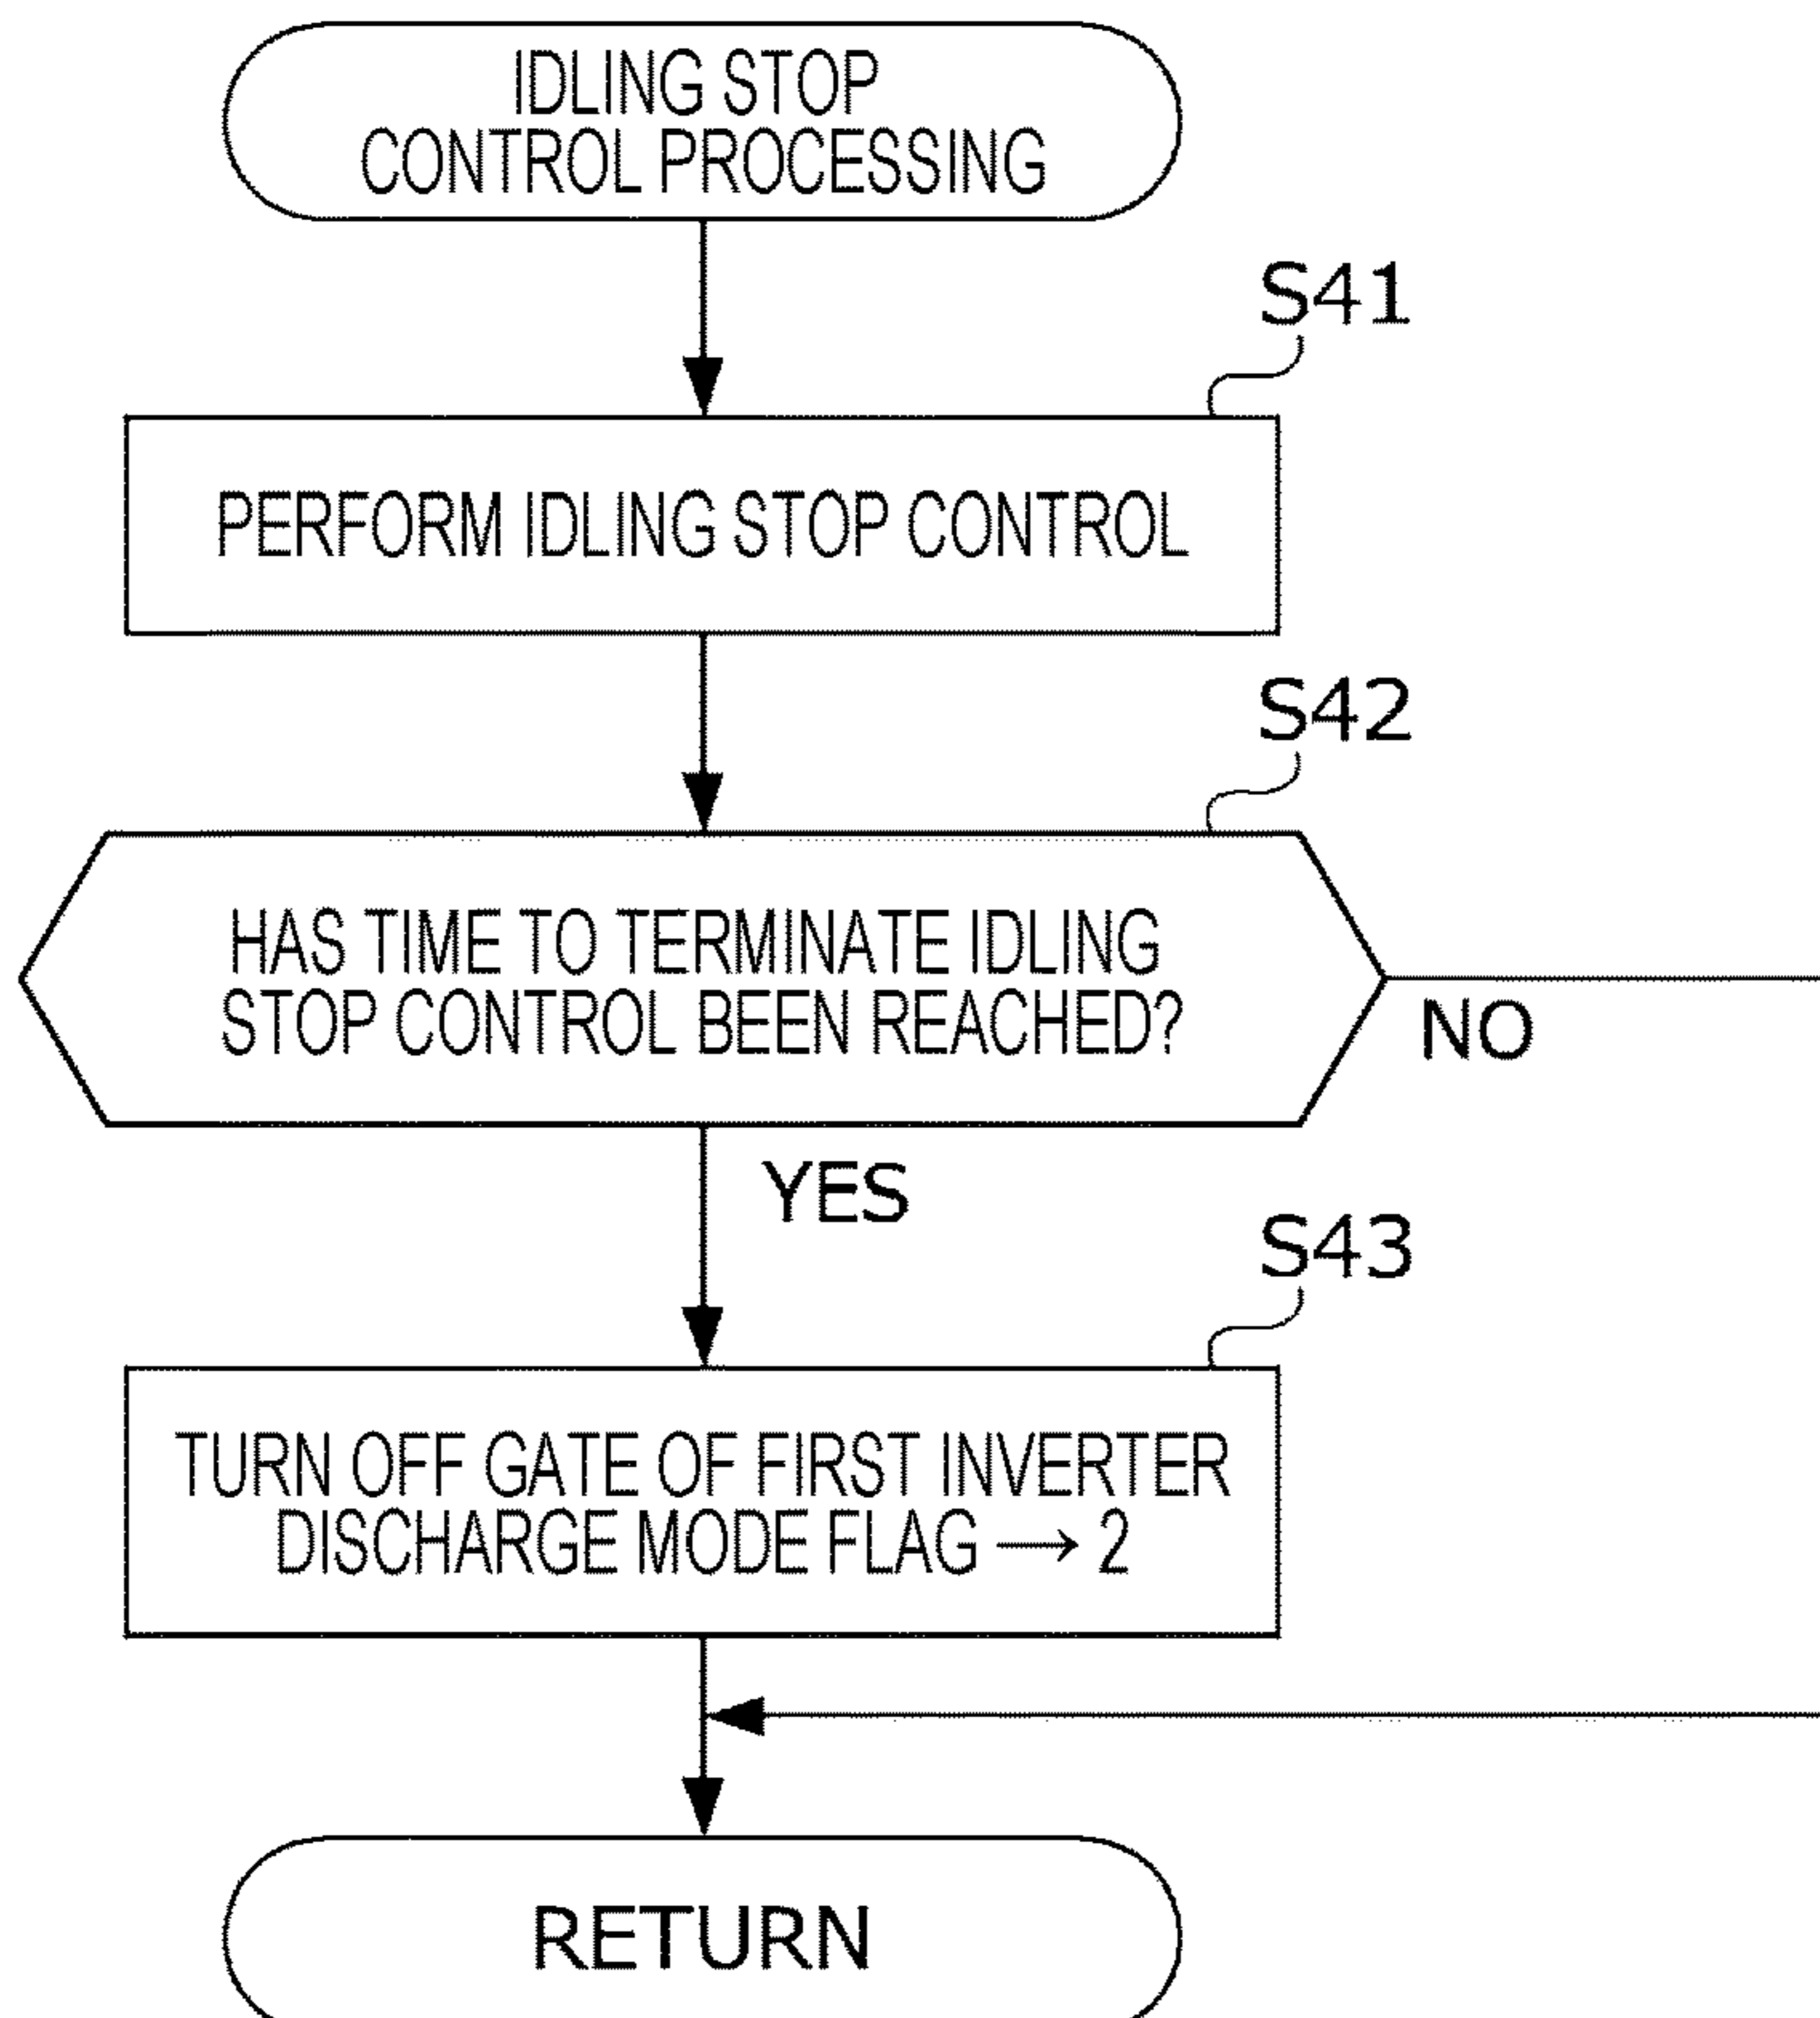 IDLING STOP
CONTROL PROCESSING
S41
PERFORM IDLING STOP CONTROL
S42
HAS TIME TO TERMINATE IDLING
STOP CONTROL BEEN REACHED?
NO
YES
S43
TURN OFF GATE OF FIRST INVERTER
DISCHARGE MODE FLAG → 2
RETURN